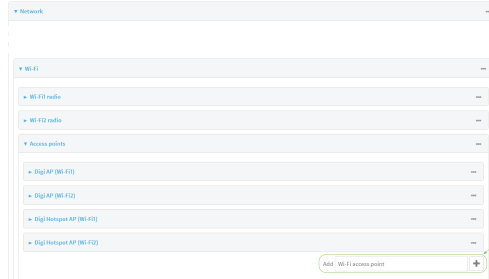 Network
Wi-Fi
Wi-Fi1 radio
Wi-Fi2 radio
Access points
Digi AP (Wi-Fi1)
Digi AP (Wi-Fi2)
Digi Hotspot AP (Wi-Fi1)
Digi Hotspot AP (Wi-Fi2)
Add Wi-Fi access point